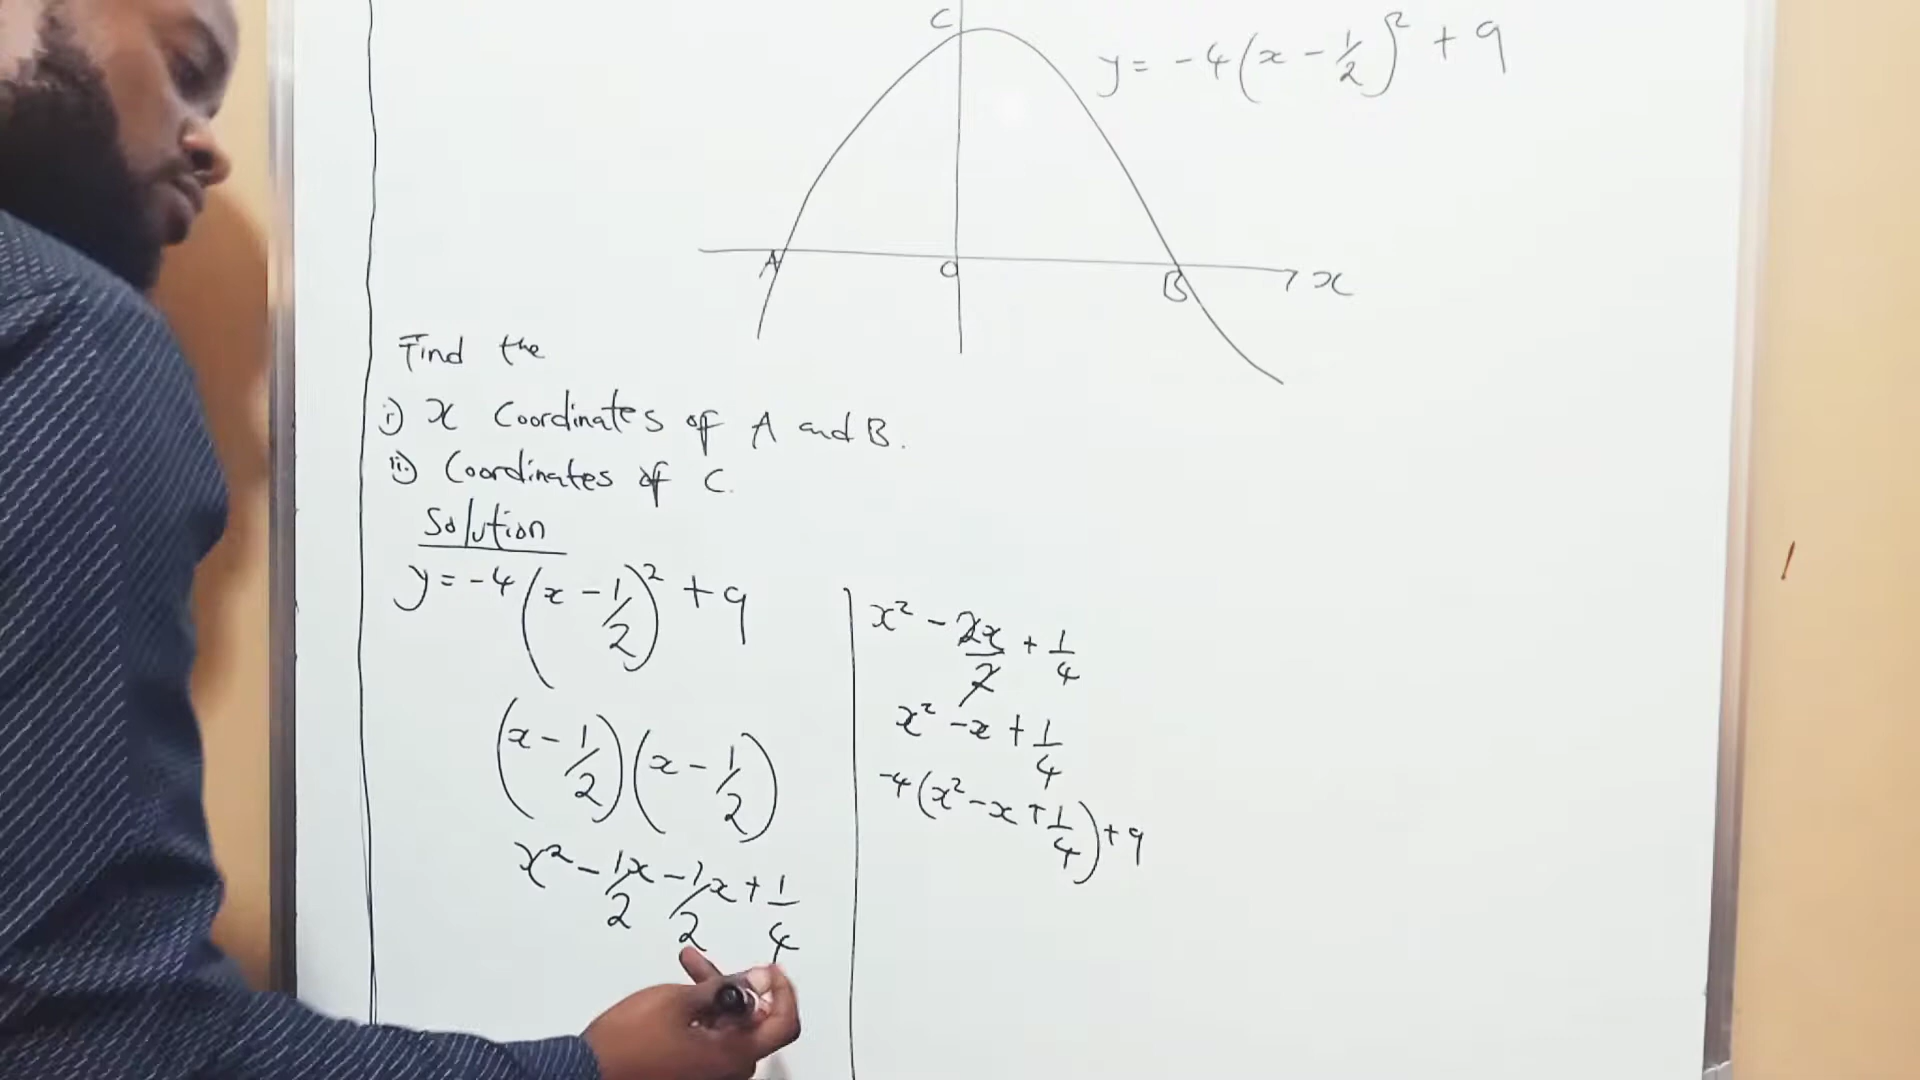 C
y = -4(x - 1/2)² + 9
A O B x
Find the
i) x Coordinates of A and B.
ii) Coordinates of C.
Solution
y = -4(x - 1/2)² + 9
(x - 1/2)(x - 1/2)
x² - 1/2x - 1/2x + 1/4
x² - 2x/2 + 1/4
x² - x + 1/4
-4(x² - x + 1/4) + 9